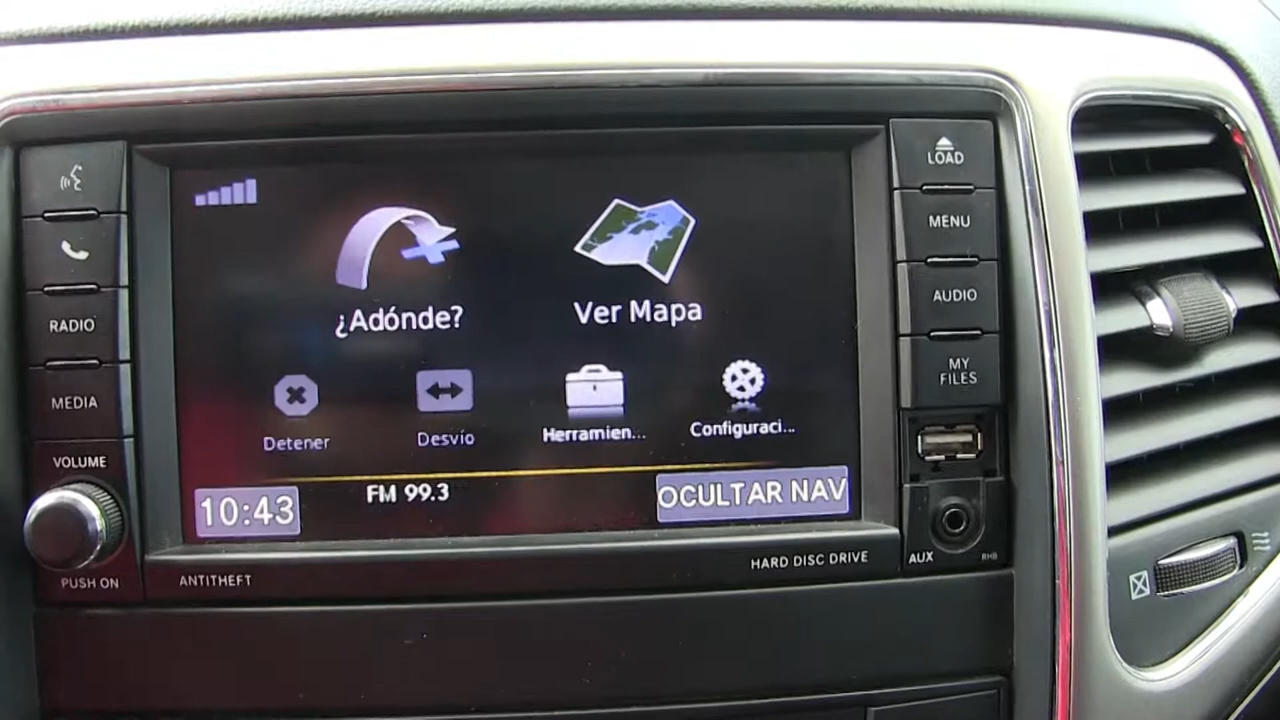 RADIO
MEDIA
VOLUME
PUSH ON
¿Adónde?
Ver Mapa
Detener
Desvío
Herramien...
Configuraci...
10:43
FM 99.3
OCULTAR NAV
ANTITHEFT
HARD DISC DRIVE
LOAD
MENU
AUDIO
MY
FILES
AUX
RHB